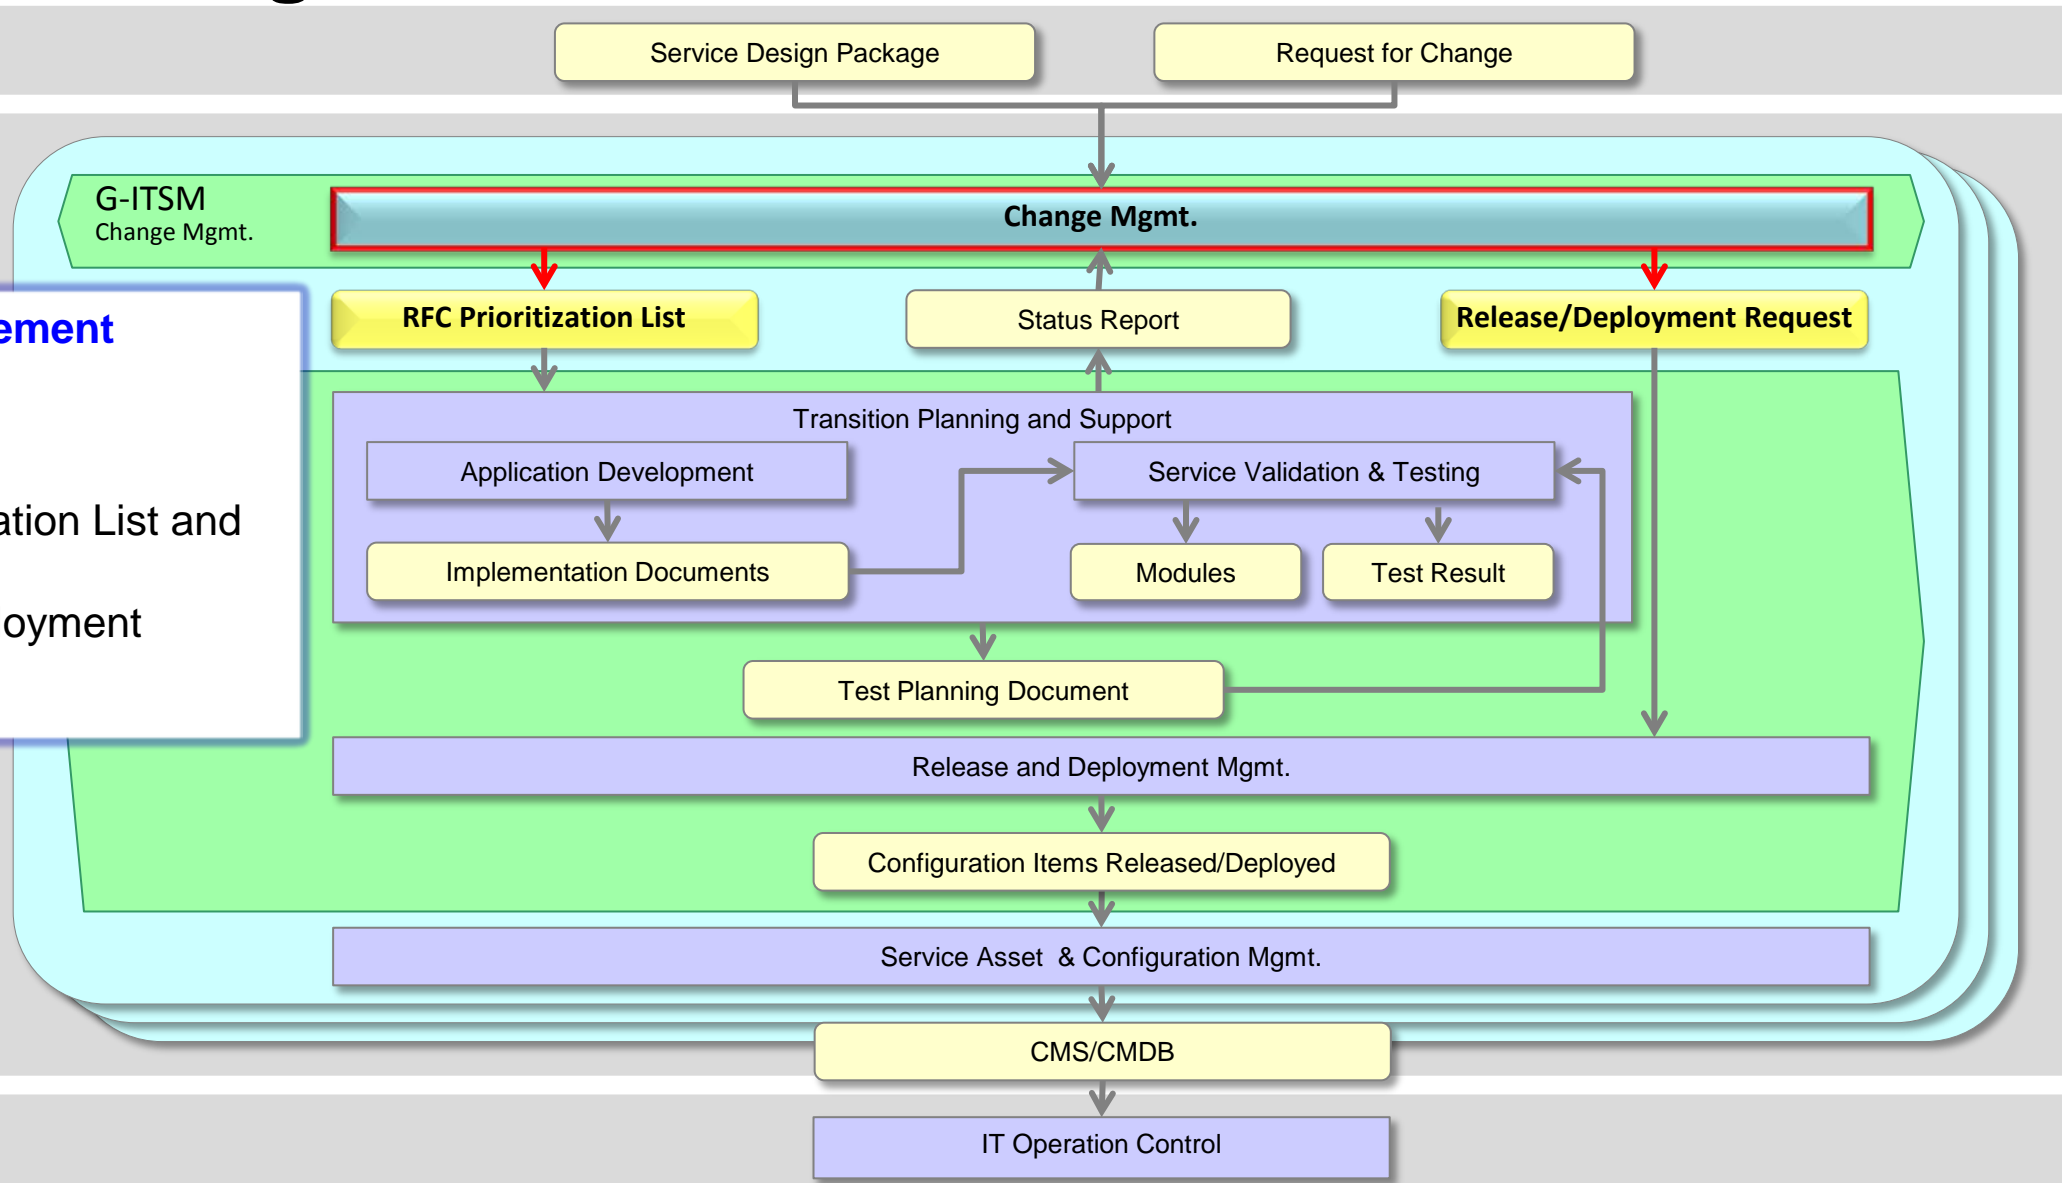 Service Design Package
Request for Change
G-ITSM
Change Mgmt.
Change Mgmt.
RFC Prioritization List
Status Report
Release/Deployment Request
ement
ation List and
oyment
Transition Planning and Support
Application Development
Service Validation & Testing
Implementation Documents
Modules
Test Result
Test Planning Document
Release and Deployment Mgmt.
Configuration Items Released/Deployed
Service Asset & Configuration Mgmt.
CMS/CMDB
IT Operation Control